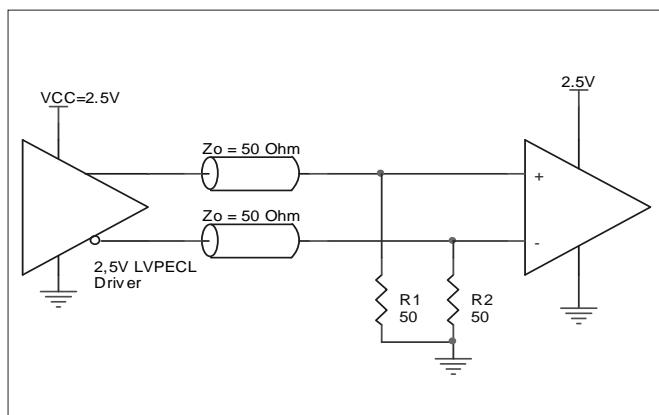 VCC=2.5V
2.5V
Zo = 50 Ohm
+
Zo = 50 Ohm
-
2,5V LVPECL
Driver
R1
50
R2
50